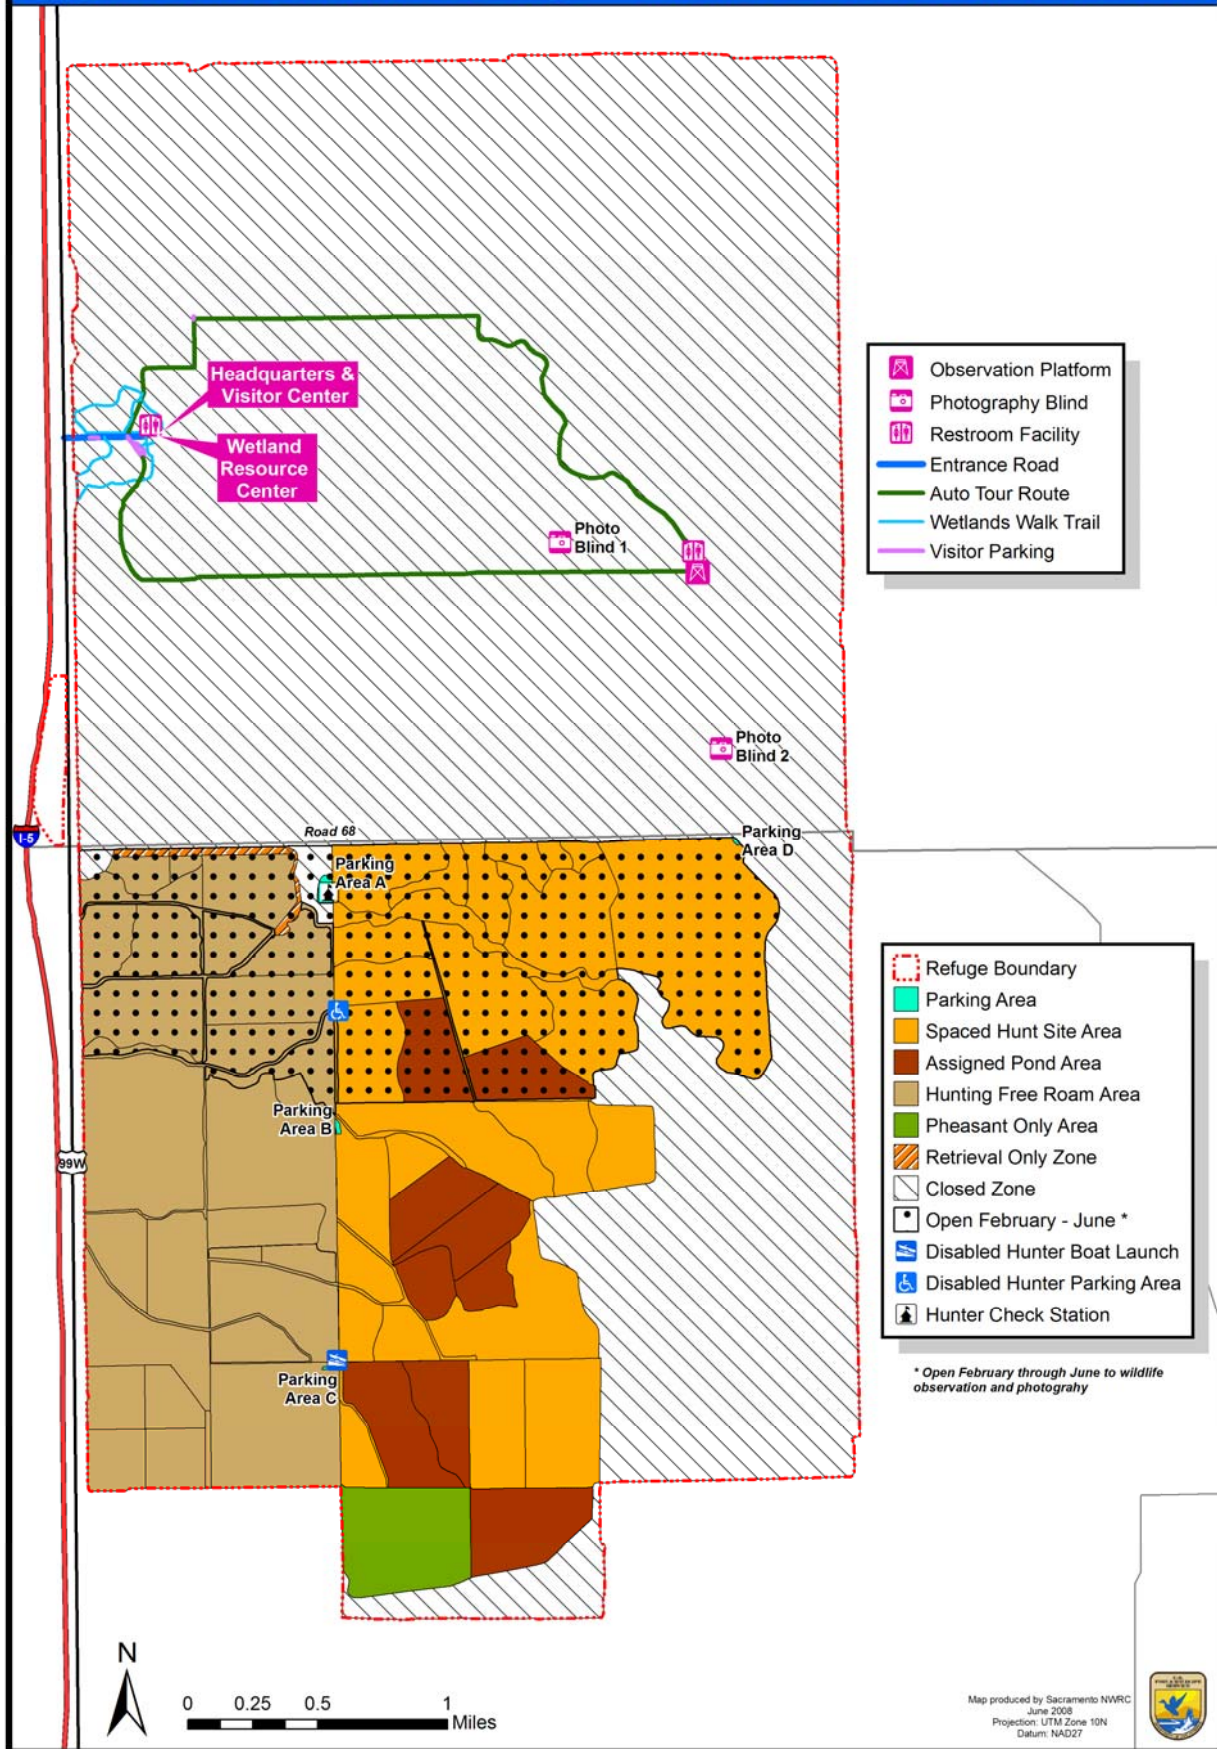 Headquarters &
Visitor Center
Wetland
Resource
Center
Photo
Blind 1
Observation Platform
Photography Blind
Restroom Facility
Entrance Road
Auto Tour Route
Wetlands Walk Trail
Visitor Parking
Photo
Blind 2
I-5
Road 68
Parking
Area D
Parking
Area A
Parking
Area B
99W
Parking
Area C
Refuge Boundary
Parking Area
Spaced Hunt Site Area
Assigned Pond Area
Hunting Free Roam Area
Pheasant Only Area
Retrieval Only Zone
Closed Zone
Open February - June *
Disabled Hunter Boat Launch
Disabled Hunter Parking Area
Hunter Check Station
* Open February through June to wildlife
observation and photograhy
N
0 0.25 0.5 1
Miles
Map produced by Sacramento NWRC
June 2008
Projection: UTM Zone 10N
Datum: NAD27